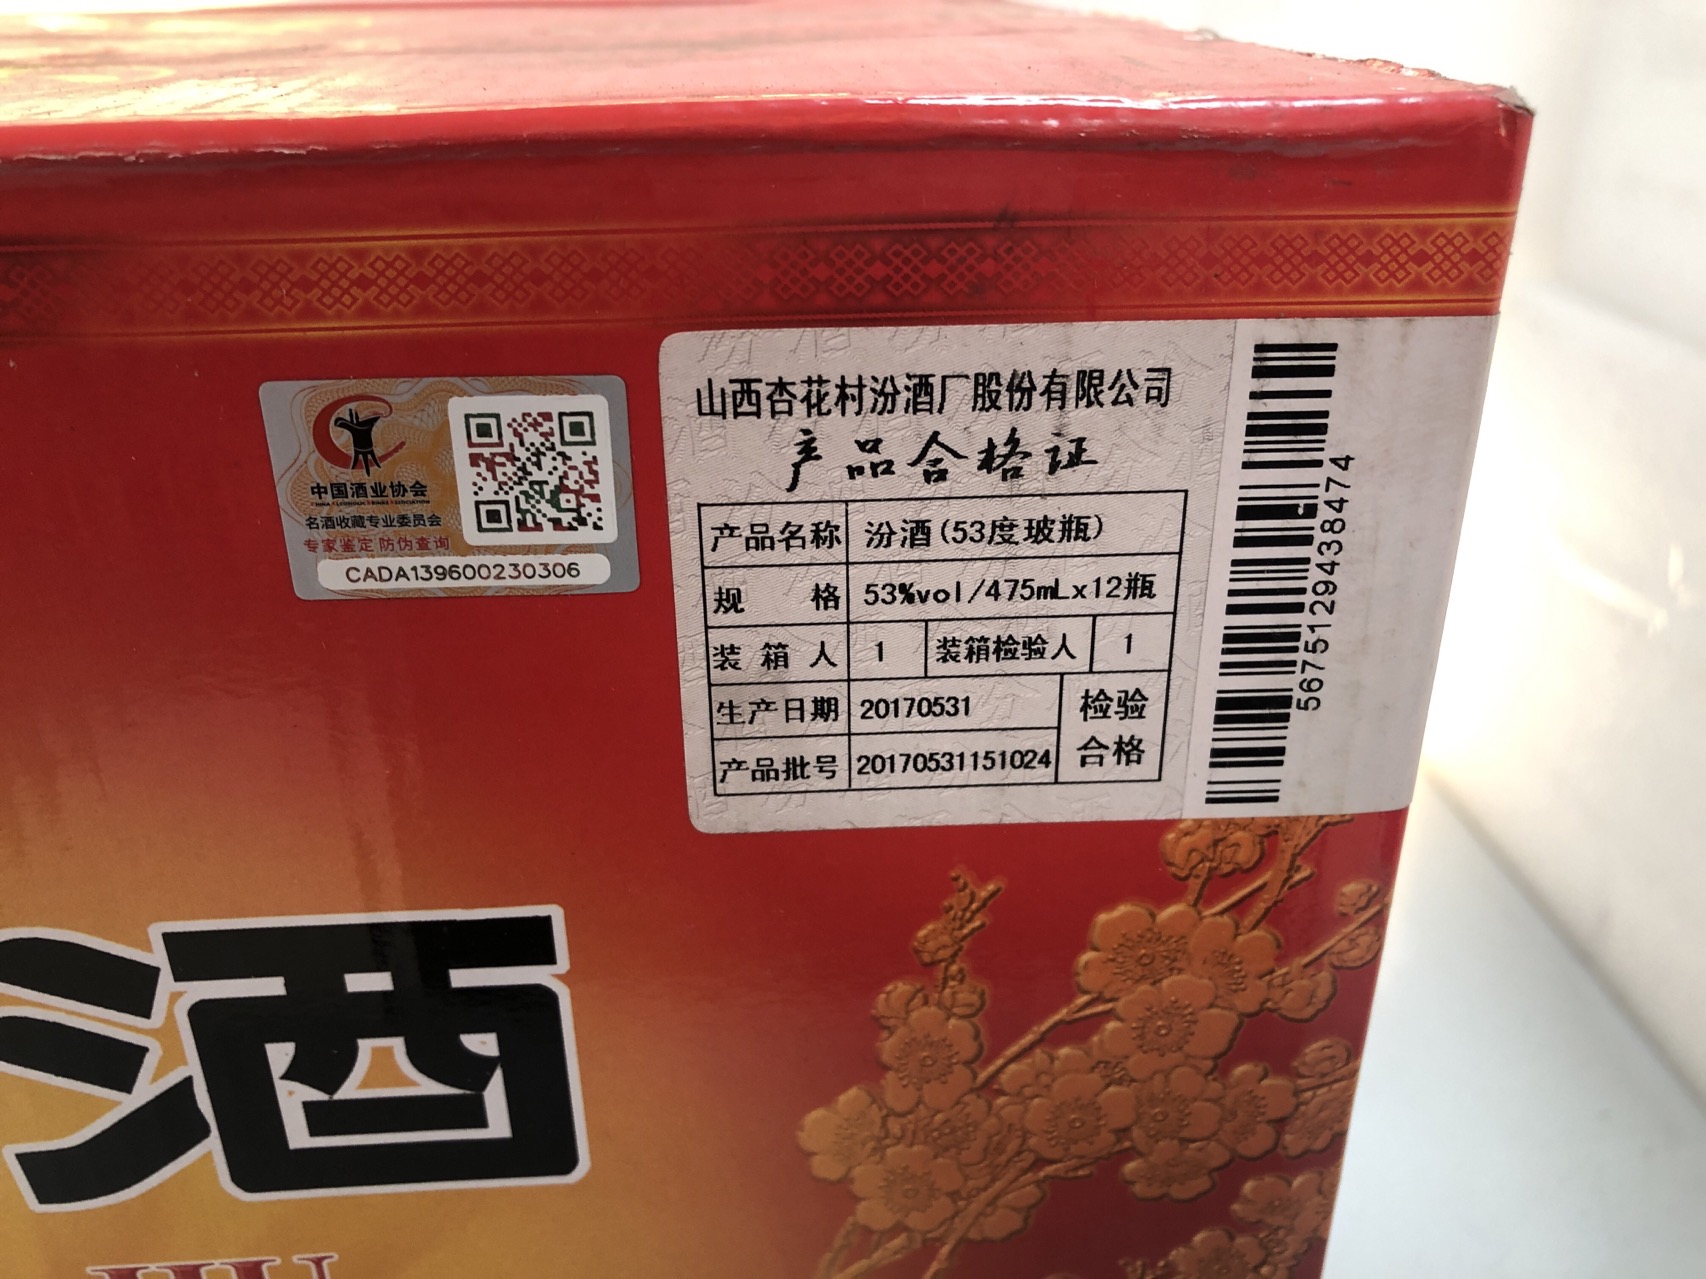 中国酒业协会
名酒收藏专业委员会
专家鉴定 防伪查询
CADA139600230306
山西杏花村汾酒厂股份有限公司
产品合格证
产品名称 汾酒(53度玻瓶)
规 格 53%vol/475mLx12瓶
装 箱 人 1 装箱检验人 1
生产日期 20170531 检验
产品批号 20170531151024 合格
5675129438474
酒